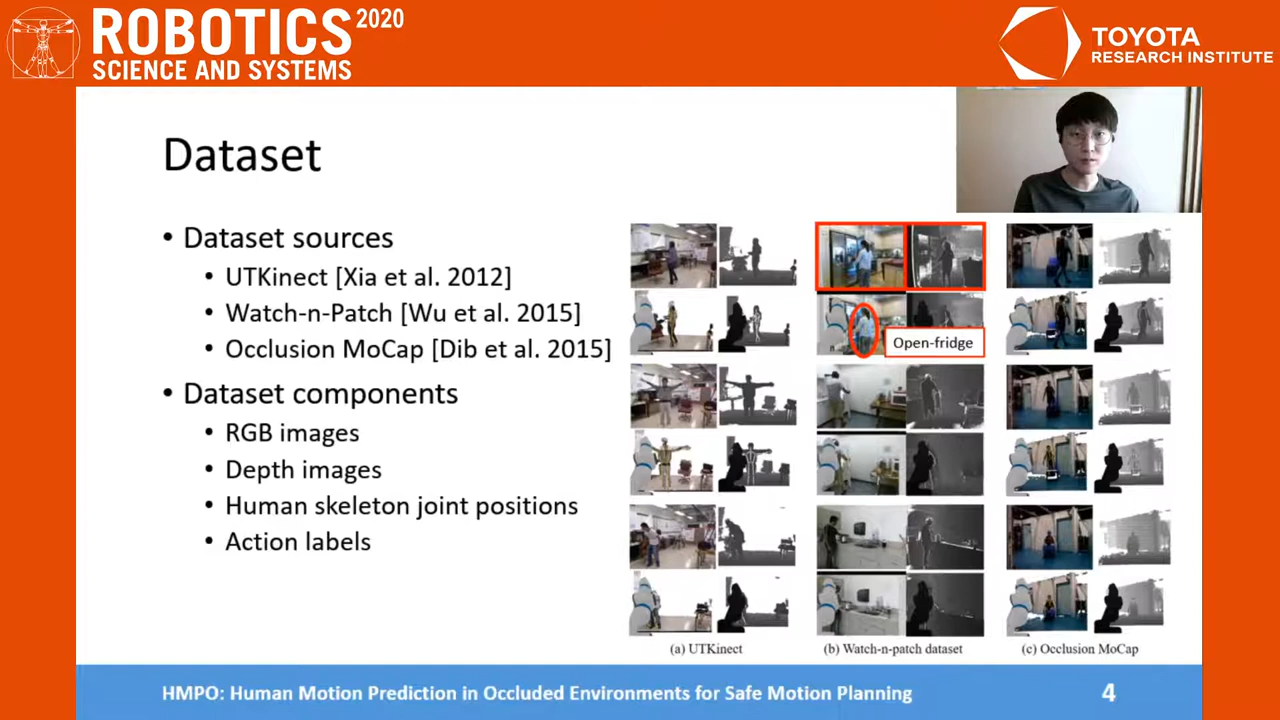 ROBOTICS 2020
SCIENCE AND SYSTEMS
TOYOTA
RESEARCH INSTITUTE
Dataset
• Dataset sources
• UTKinect [Xia et al. 2012]
• Watch-n-Patch [Wu et al. 2015]
• Occlusion MoCap [Dib et al. 2015]
• Dataset components
• RGB images
• Depth images
• Human skeleton joint positions
• Action labels
Open-fridge
(a) UTKinect
(b) Watch-n-patch dataset
(c) Occlusion MoCap
HMPO: Human Motion Prediction in Occluded Environments for Safe Motion Planning
4